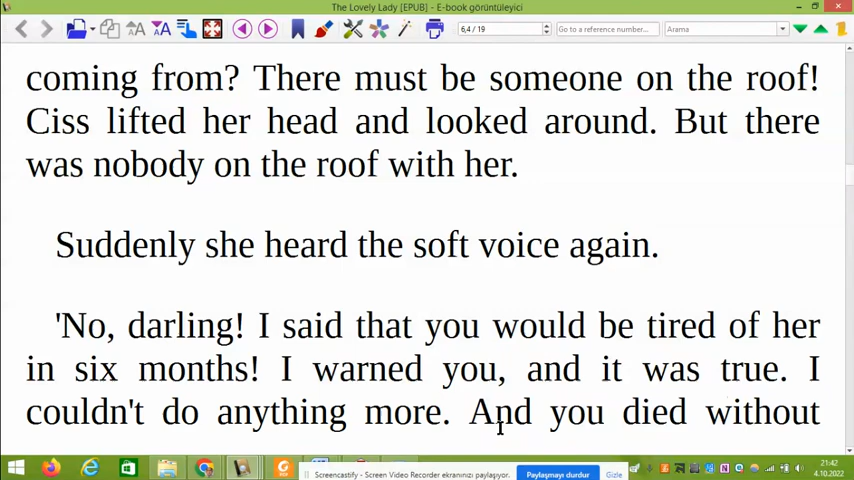 The Lovely Lady [EPUB] - E-book görüntüleyici
6,4 / 19
Go to a reference number...
Arama
coming from? There must be someone on the roof!
Ciss lifted her head and looked around. But there
was nobody on the roof with her.
Suddenly she heard the soft voice again.
'No, darling! I said that you would be tired of her
in six months! I warned you, and it was true. I
couldn't do anything more. And you died without
Screencastify - Screen Video Recorder ekranınızı paylaşıyor.
Paylaşmayı durdur
Gizle
21:42
4.10.2022